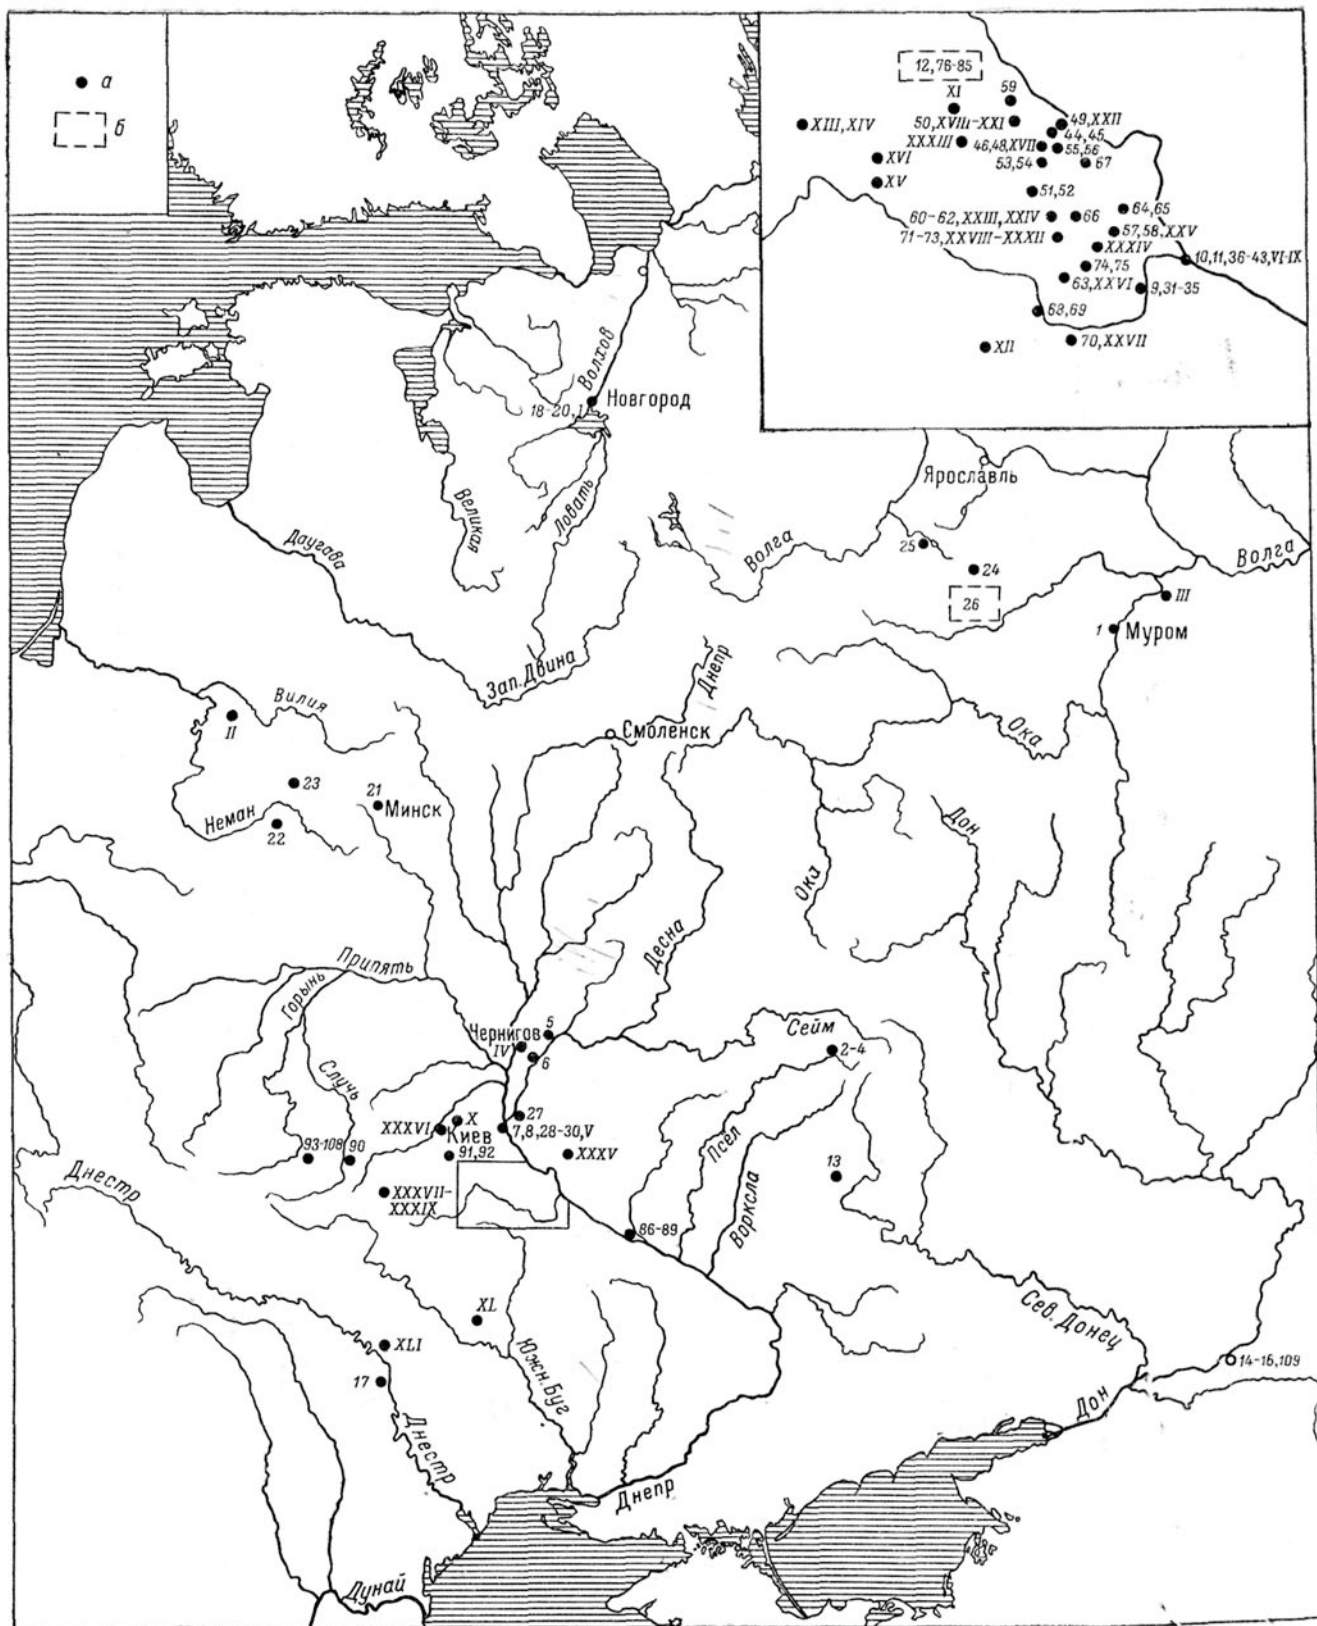 а
б
12,76-85
XI
59
XIII, XIV
50, XVIII-XXI
49, XXII
44,45
XXXIII
46,48, XVII
55,56
XVI
53,54
67
XV
51,52
64,65
60-62, XXIII, XXIV
66
57,58, XXV
71-73, XXVIII-XXXII
XXXIV
10,11,36-43, VI-IX
74,75
63, XXVI
9,31-35
68,69
XII
70, XXVII
Волхов
18-20, I
Новгород
Ярославль
Великая
Ловать
Даугава
Волга
25
24
Волга
26
III
1
Муром
Зап. Двина
Днепр
Вилия
II
Смоленск
Ока
23
21
Минск
Неман
22
Дон
Ока
Десна
Припять
Горынь
Чернигов
5
IV
6
Сейм
2-4
Случь
27
X
XXXVI
Киев
7,8,28-30, V
93-108
90
91,92
XXXV
Псёл
13
Днестр
XXXVII-
XXXIX
Ворскла
86-89
XL
Сев. Донец
XLI
Южн. Буг
14-16,109
17
Дон
Днестр
Днепр
Дунай